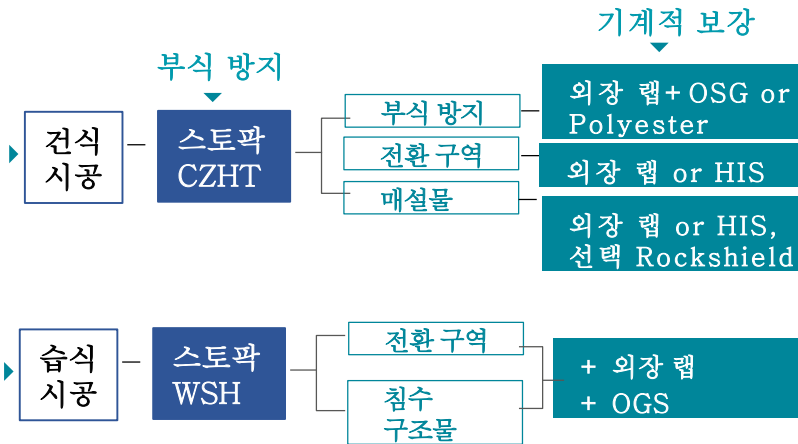 기계적 보강
부식 방지
건식
시공
스토팍
CZHT
부식 방지
외장 랩+ OSG or
Polyester
전환 구역
외장 랩 or HIS
매설물
외장 랩 or HIS,
선택 Rockshield
습식
시공
스토팍
WSH
전환 구역
침수
구조물
+ 외장 랩
+ OGS